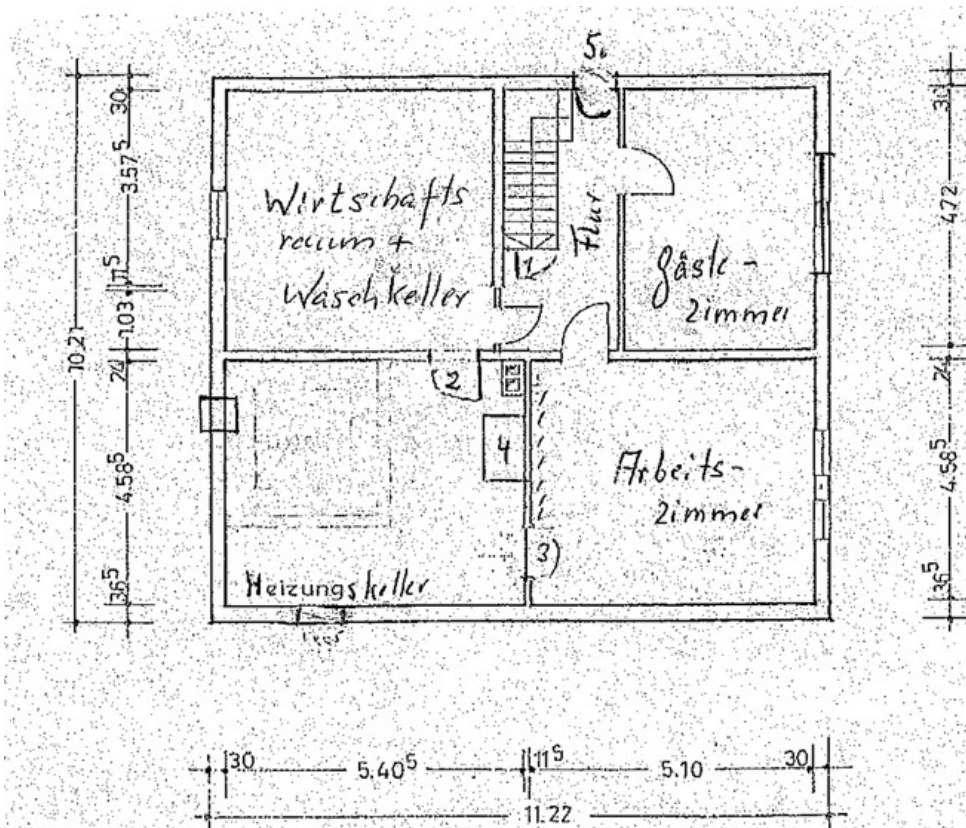 5.
30
3.57⁵
11⁵
1.03
24
4.58⁵
36⁵
10.21
Wirtschafts
raum +
Waschkeller
1
Flur
Gäste-
zimmer
2
4
3)
Arbeits-
zimmer
Heizungskeller
30
4.72
24
4.58⁵
36⁵
30
5.40⁵
11⁵
5.10
30
11.22